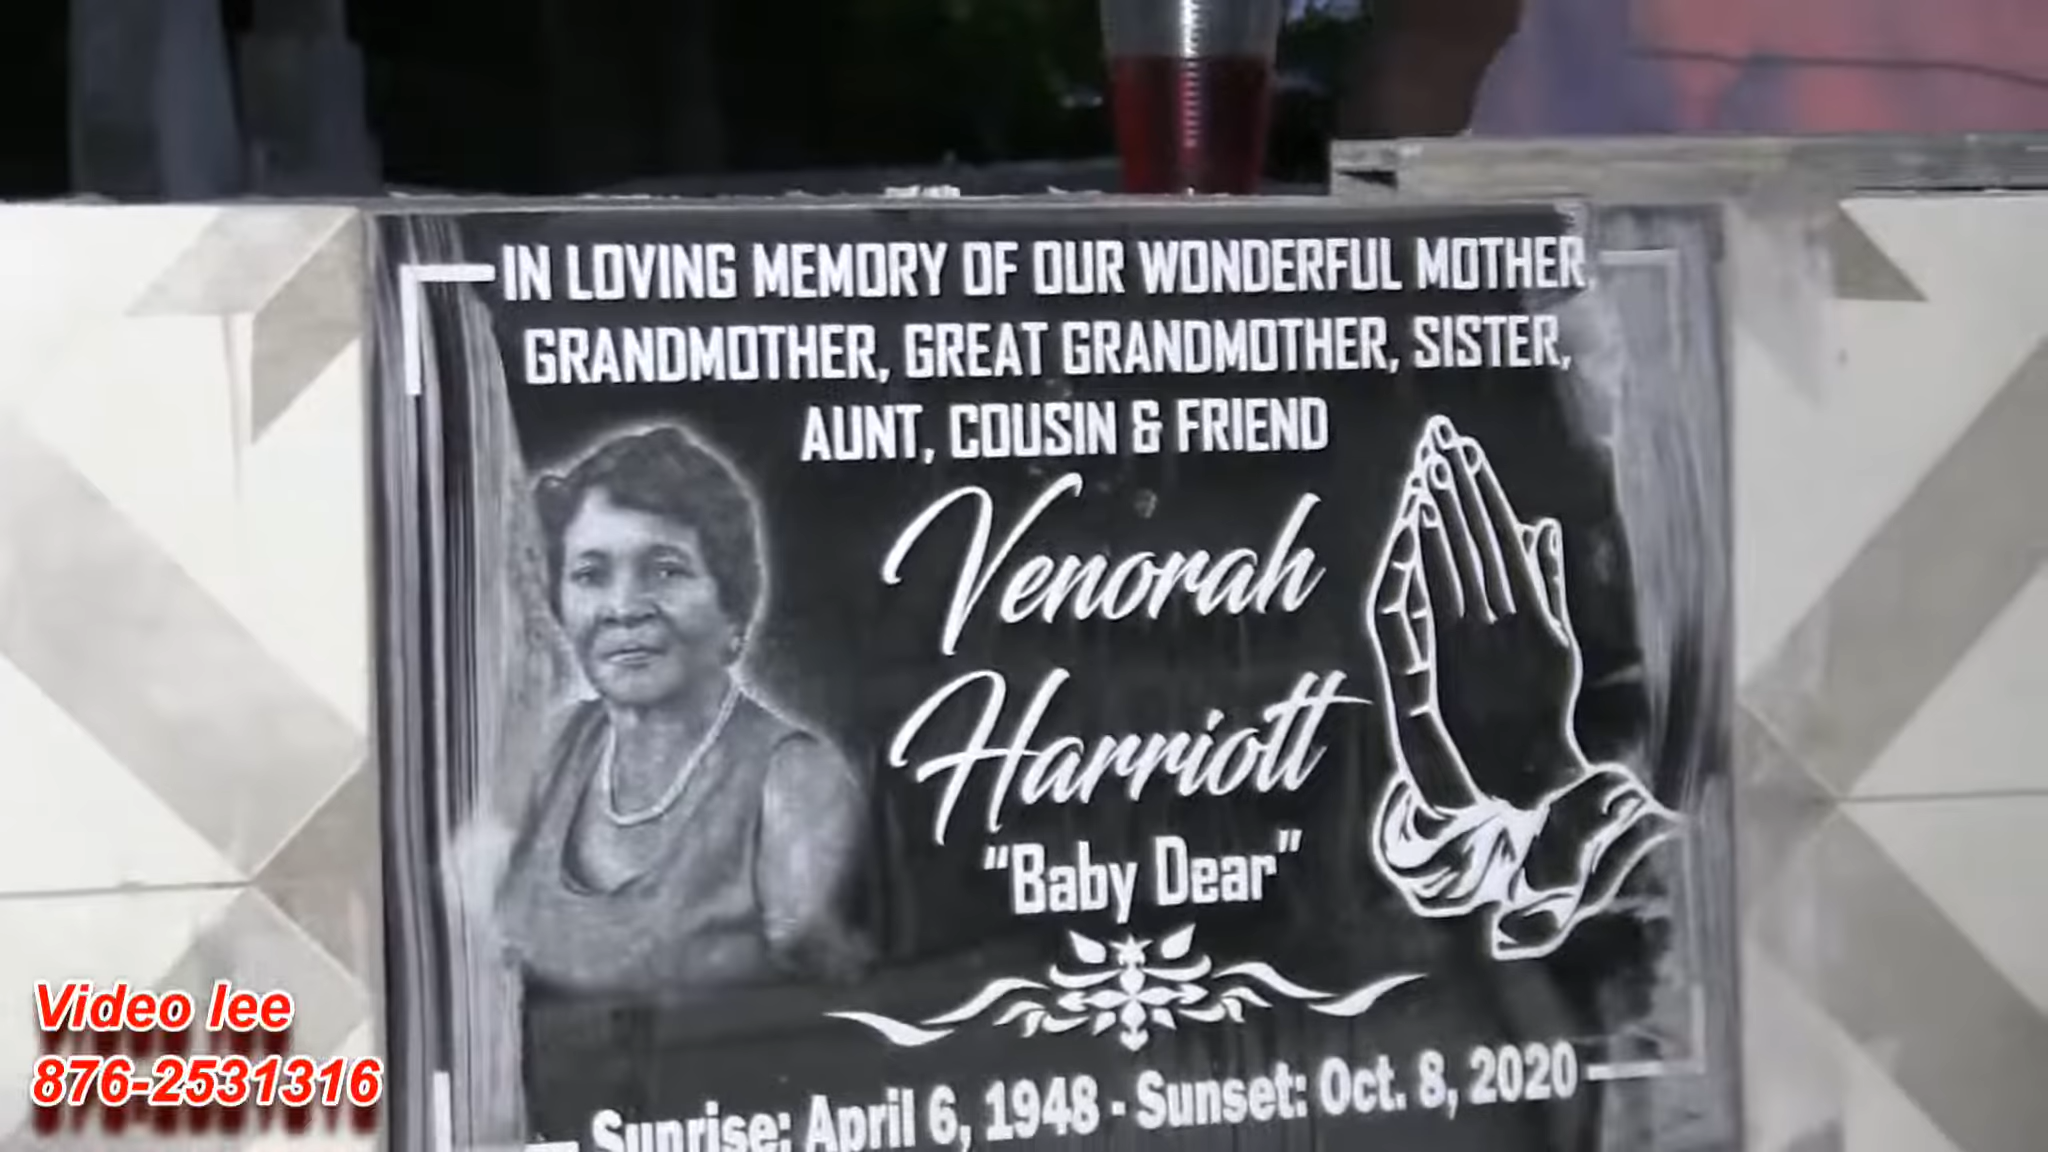 IN LOVING MEMORY OF OUR WONDERFUL MOTHER,
GRANDMOTHER, GREAT GRANDMOTHER, SISTER,
AUNT, COUSIN & FRIEND
Venorah
Harriott
“Baby Dear”
Sunrise: April 6, 1948 - Sunset: Oct. 8, 2020
Video lee
876-2531316